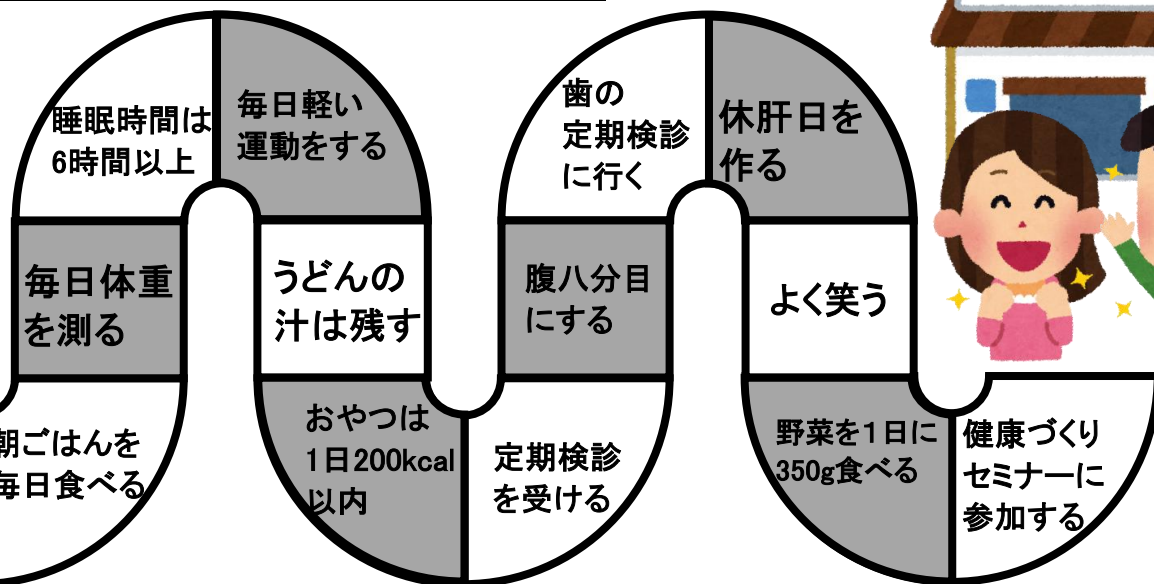 朝ごはんを
毎日食べる
毎日体重
を測る
睡眠時間は
6時間以上
毎日軽い
運動をする
うどんの
汁は残す
おやつは
1日200kcal
以内
定期検診
を受ける
腹八分目
にする
歯の
定期検診
に行く
休肝日を
作る
よく笑う
野菜を１日に
350g食べる
健康づくり
セミナーに
参加する